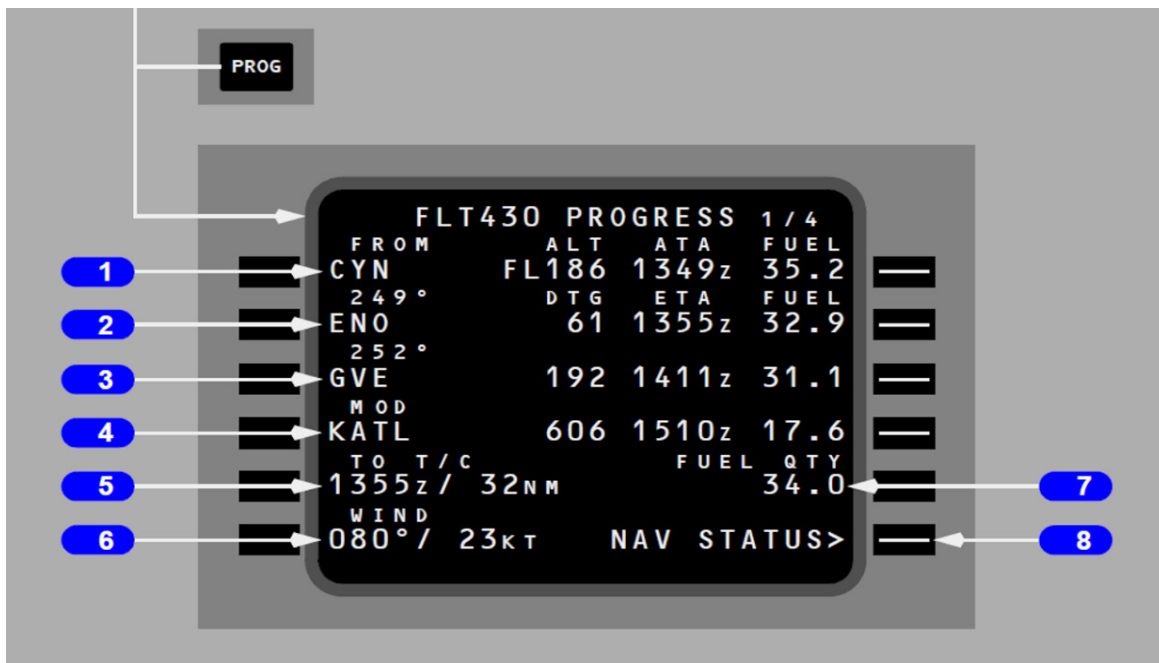 PROG
FLT430 PROGRESS 1/4
FROM ALT ATA FUEL
1 CYN FL186 1349z 35.2
249° DTG ETA FUEL
2 ENO 61 1355z 32.9
252°
3 GVE 192 1411z 31.1
MOD
4 KATL 606 1510z 17.6
TO T/C FUEL QTY
5 1355z/ 32NM 34.0 7
WIND
6 080°/ 23KT NAV STATUS> 8